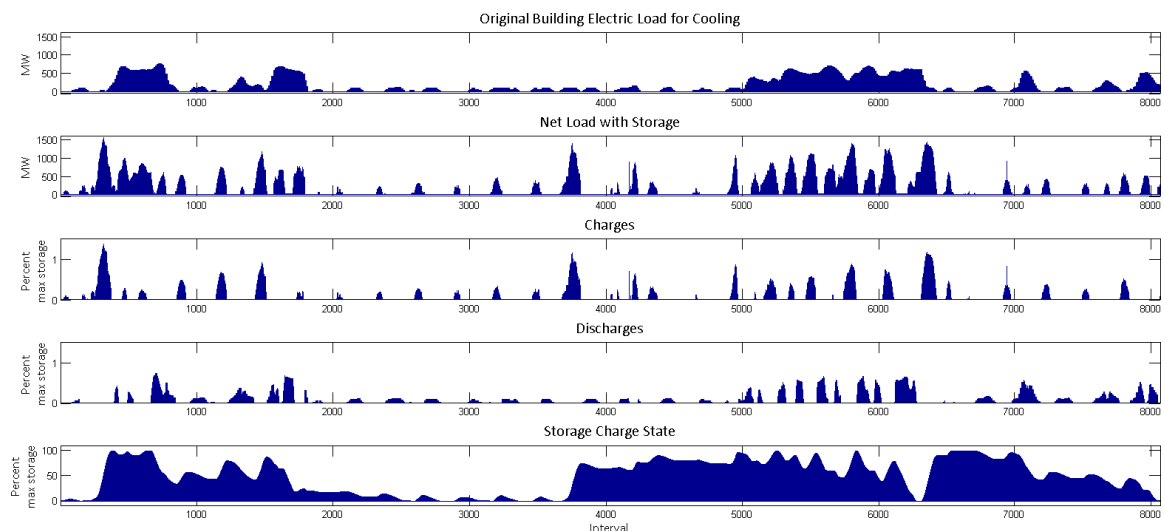 Original Building Electric Load for Cooling
1500
1000
500
0
MW
1000 2000 3000 4000 5000 6000 7000 8000
Net Load with Storage
1500
1000
500
0
MW
1000 2000 3000 4000 5000 6000 7000 8000
Charges
1
0
Percent
max storage
1000 2000 3000 4000 5000 6000 7000 8000
Discharges
1
0
Percent
max storage
1000 2000 3000 4000 5000 6000 7000 8000
Storage Charge State
100
50
0
Percent
max storage
1000 2000 3000 4000 5000 6000 7000 8000
Interval